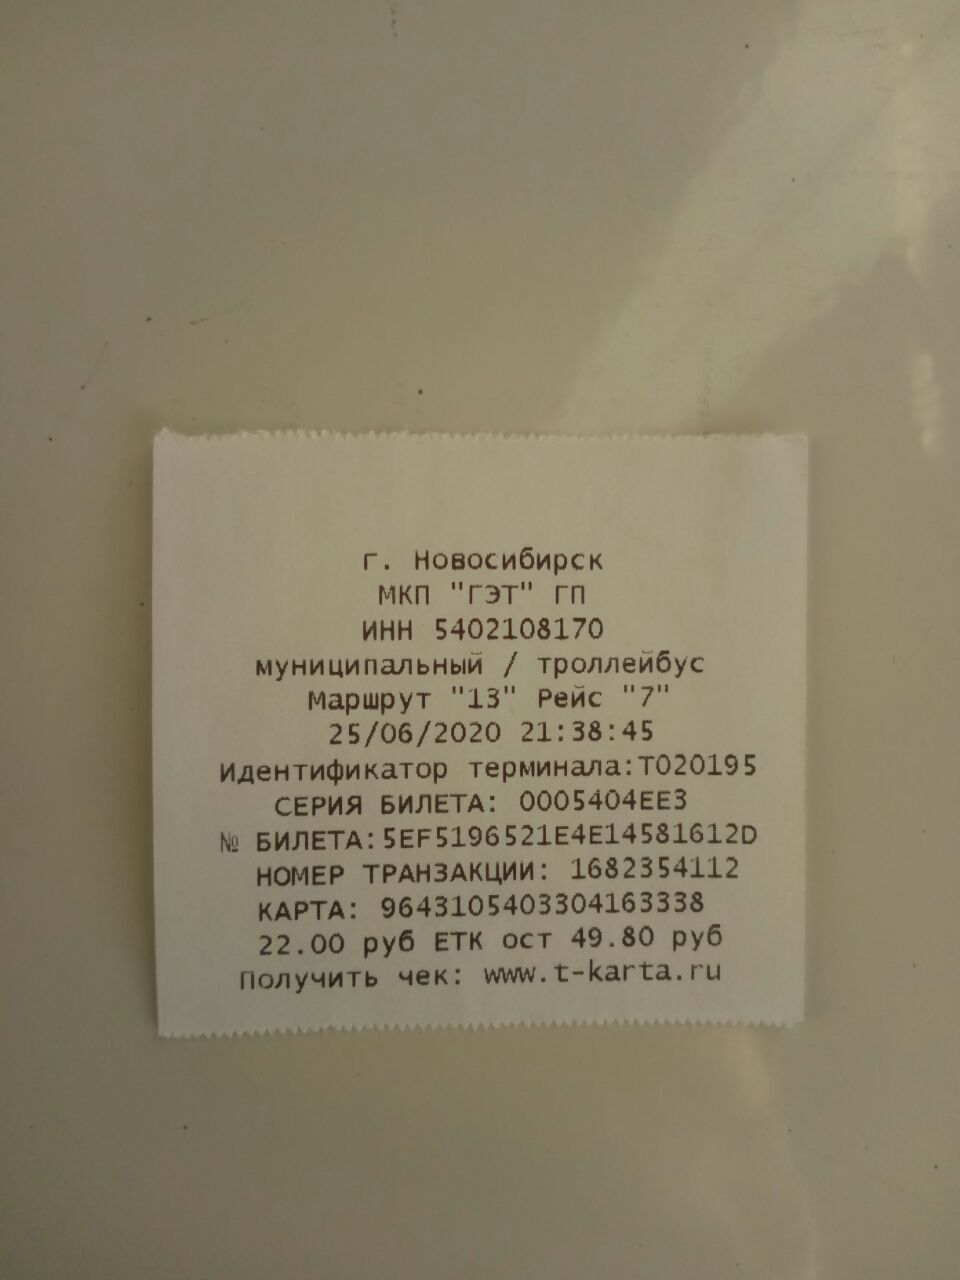 г. Новосибирск
МКП "ГЭТ" ГП
ИНН 5402108170
муниципальный / троллейбус
Маршрут "13" Рейс "7"
25/06/2020 21:38:45
Идентификатор терминала:T020195
СЕРИЯ БИЛЕТА: 0005404EE3
№ БИЛЕТА:5EF5196521E4E14581612D
НОМЕР ТРАНЗАКЦИИ: 1682354112
КАРТА: 9643105403304163338
22.00 руб ЕТК ост 49.80 руб
Получить чек: www.t-karta.ru